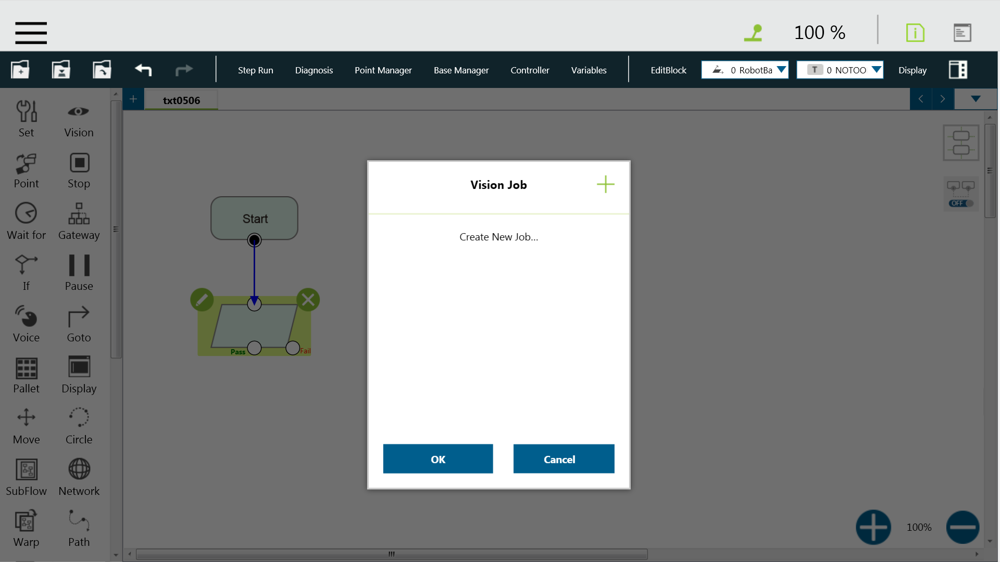 100 %
Step Run
Diagnosis
Point Manager
Base Manager
Controller
Variables
EditBlock
0 RobotBa
T 0 NOTOO
Display
txt0506
Set
Vision
Point
Stop
Wait for
Gateway
If
Pause
Voice
Goto
Pallet
Display
Move
Circle
SubFlow
Network
Warp
Path
Start
Pass
Fail
Vision Job
Create New Job...
OK
Cancel
OFF
100%